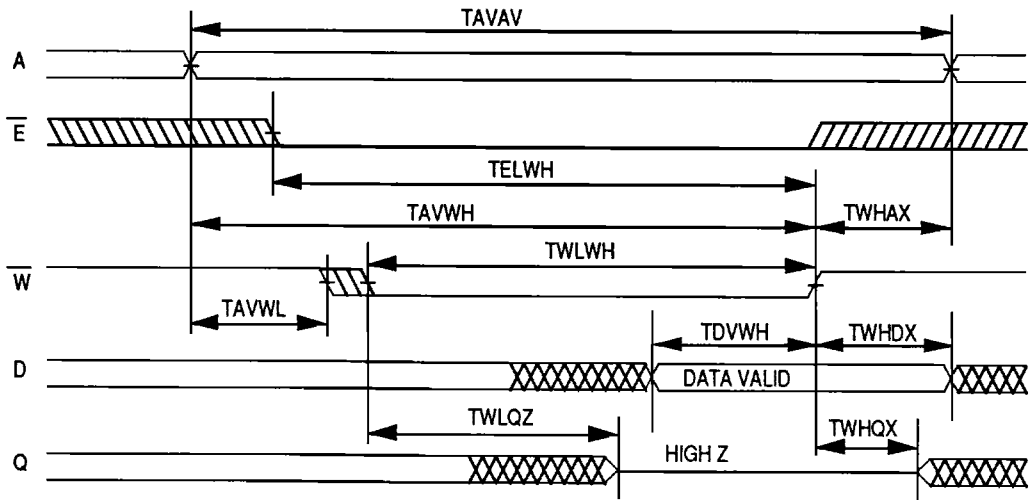 TAVAV
A
E̅
TELWH
TAVWH TWHAX
W̅
TWLWH
TAVWL
TDVWH TWHDX
D DATA VALID
TWLQZ TWHQX
Q HIGH Z